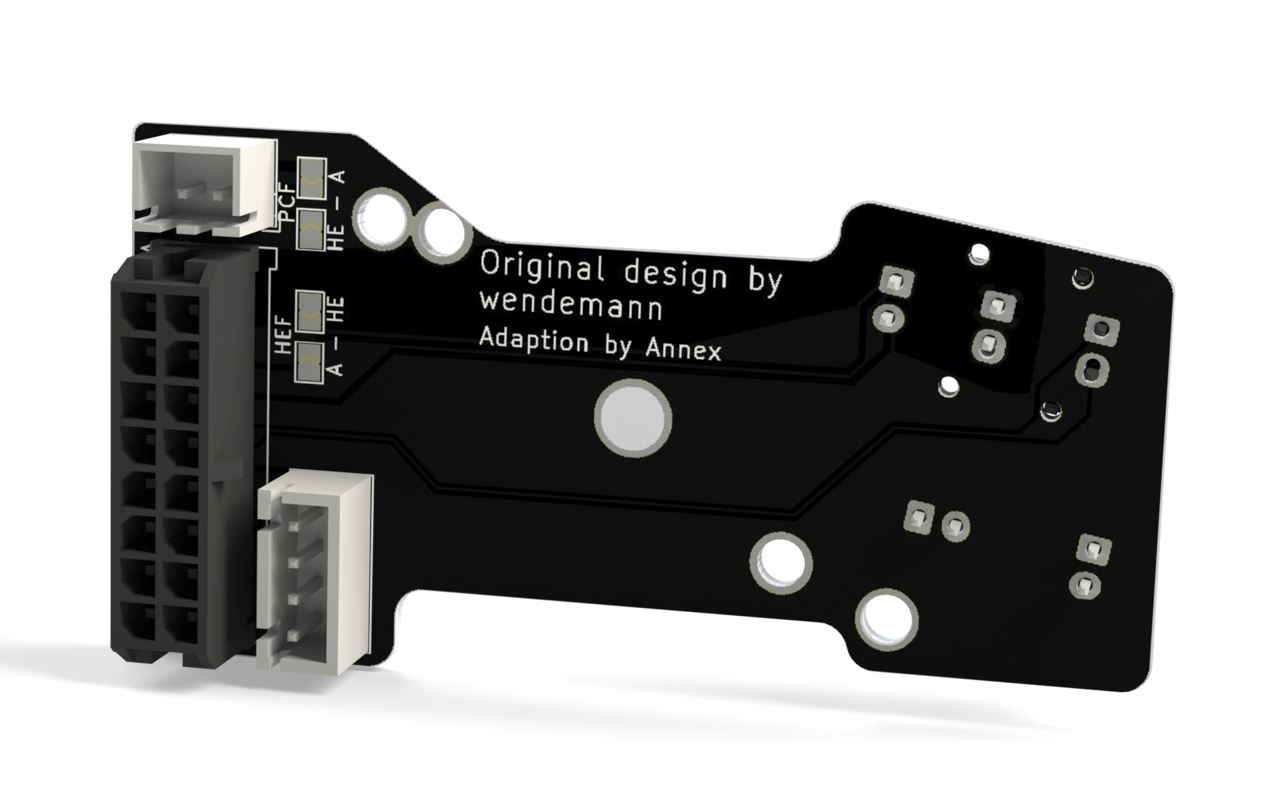 PCF
A
–
HE
Original design by
wendemann
Adaption by Annex
HEF
HE
–
A